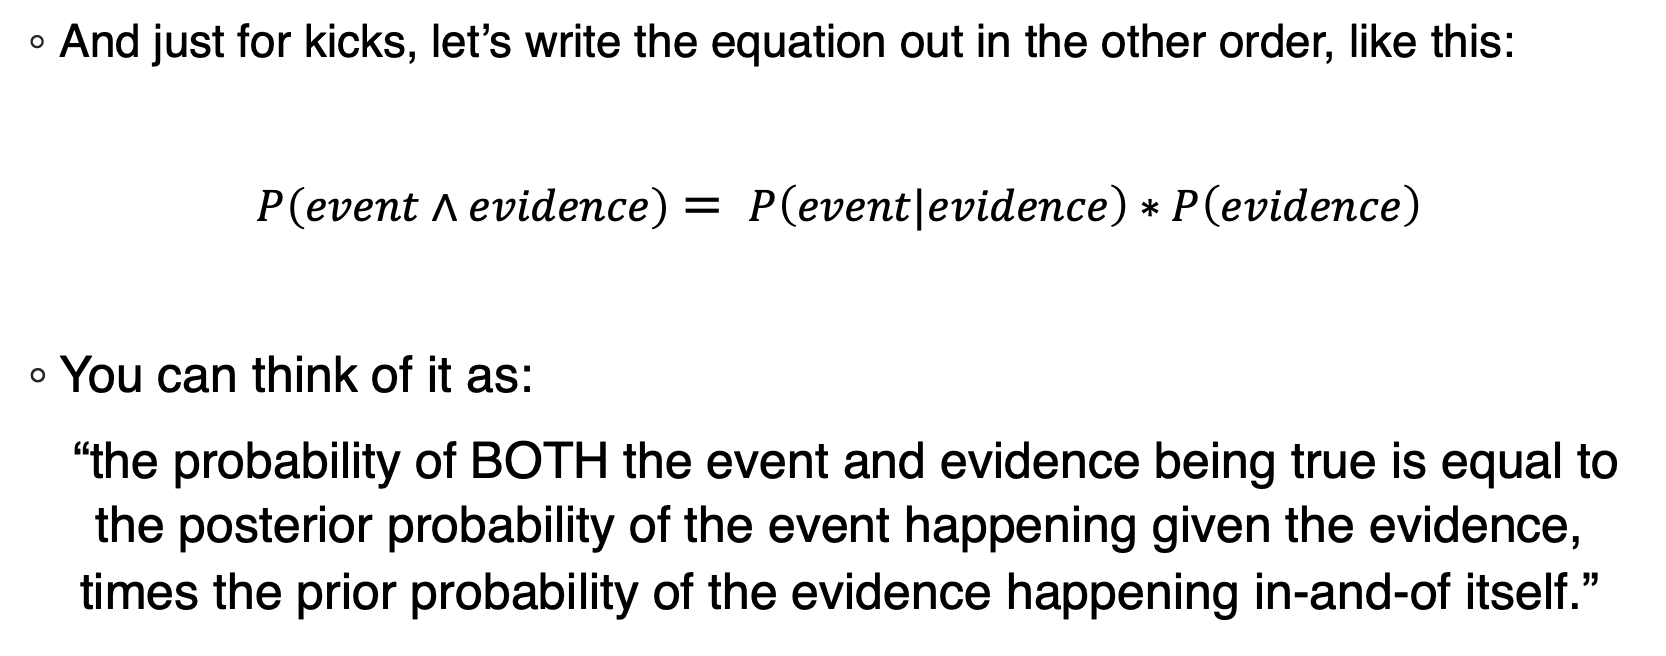 ◦ And just for kicks, let’s write the equation out in the other order, like this:
P(event ∧ evidence) = P(event|evidence) ∗ P(evidence)
◦ You can think of it as:
“the probability of BOTH the event and evidence being true is equal to
the posterior probability of the event happening given the evidence,
times the prior probability of the evidence happening in-and-of itself.”